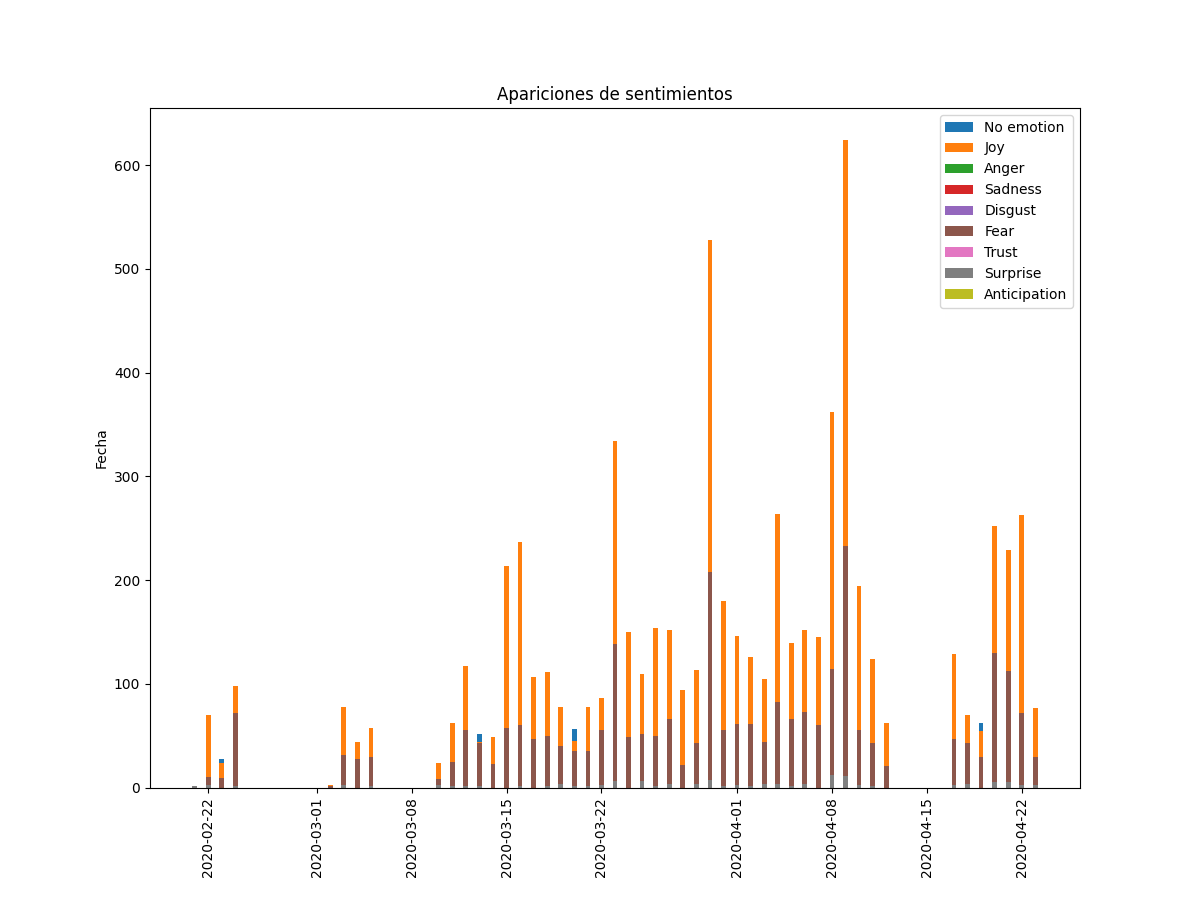 Apariciones de sentimientos
No emotion
Joy
Anger
Sadness
Disgust
Fear
Trust
Surprise
Anticipation
Fecha
600
500
400
300
200
100
0
2020-02-22
2020-03-01
2020-03-08
2020-03-15
2020-03-22
2020-04-01
2020-04-08
2020-04-15
2020-04-22